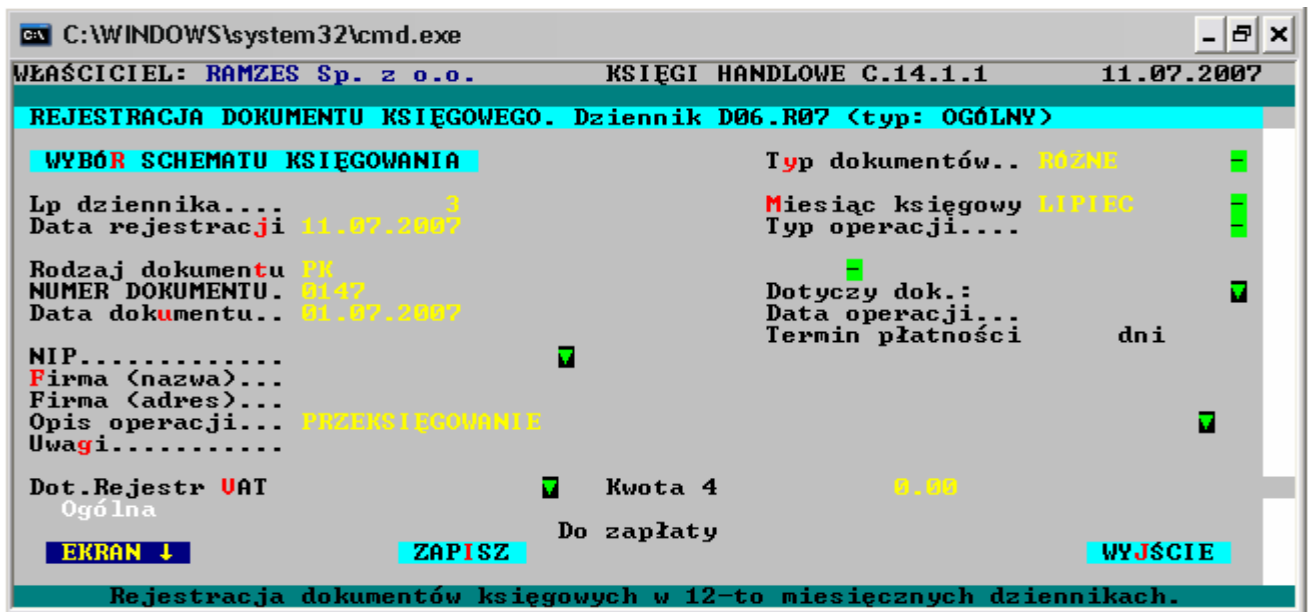 C:\WINDOWS\system32\cmd.exe
WŁAŚCICIEL: RAMZES Sp. z o.o. KSIĘGI HANDLOWE C.14.1.1 11.07.2007
REJESTRACJA DOKUMENTU KSIĘGOWEGO. Dziennik D06.R07 (typ: OGÓLNY)
WYBÓR SCHEMATU KSIĘGOWANIA Typ dokumentów.. RÓŻNE -
Lp dziennika.... 3 Miesiąc księgowy LIPIEC -
Data rejestracji 11.07.2007 Typ operacji.... -
Rodzaj dokumentu PK -
NUMER DOKUMENTU. 0147 Dotyczy dok.:
Data dokumentu.. 01.07.2007 Data operacji...
Termin płatności dni
NIP.............
Firma (nazwa)...
Firma (adres)...
Opis operacji... PRZEKSIĘGOWANIE
Uwagi...........
Dot.Rejestr VAT Kwota 4 0.00
Ogólna
Do zapłaty
EKRAN ↓ ZAPISZ WYJŚCIE
Rejestracja dokumentów księgowych w 12-to miesięcznych dziennikach.